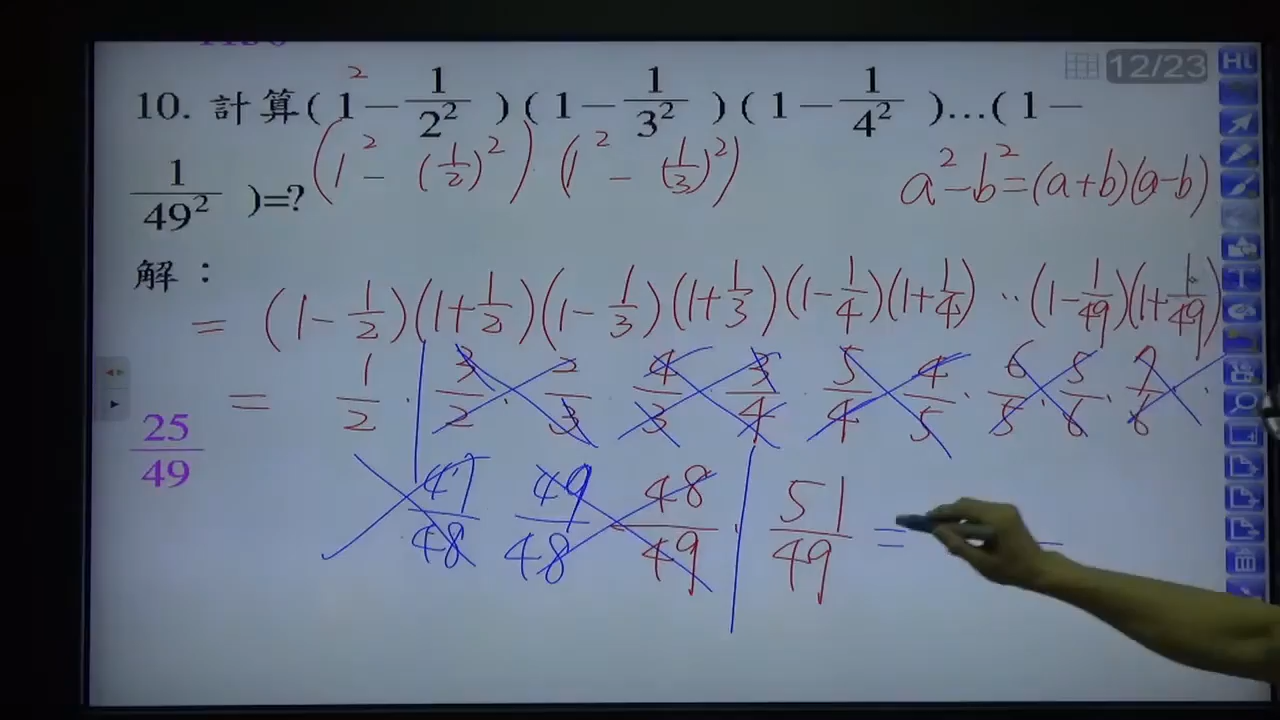 10. 計算(1²−1/2²)(1−1/3²)(1−1/4²)...(1−
1/49²)=?
(1²−(1/2)²)·(1²−(1/3)²)
a²−b²=(a+b)(a−b)
解：
=(1−1/2)(1+1/2)(1−1/3)(1+1/3)(1−1/4)(1+1/4)··(1−1/49)(1+1/49)
= 1/2 · 3/2 · 2/3 · 4/3 · 3/4 · 5/4 · 4/5 · 6/5 · 5/6 · 7/6 ·
25/49
47/48 49/48 48/49 · 51/49 =
12/23